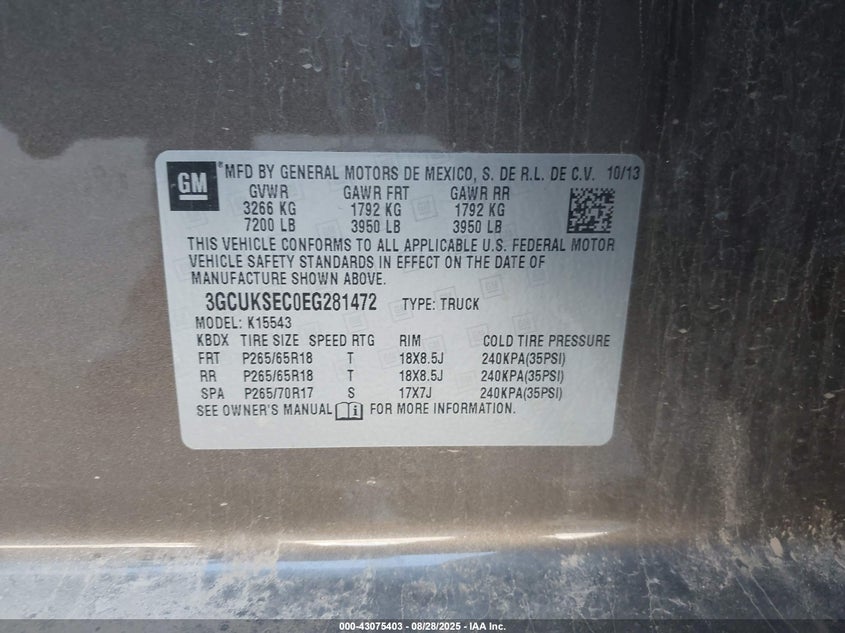 GM
*MFD BY GENERAL MOTORS DE MEXICO, S. DE R.L. DE C.V. 10/13
GVWR GAWR FRT GAWR RR
3266 KG 1792 KG 1792 KG
7200 LB 3950 LB 3950 LB
THIS VEHICLE CONFORMS TO ALL APPLICABLE U.S. FEDERAL MOTOR
VEHICLE SAFETY STANDARDS IN EFFECT ON THE DATE OF
MANUFACTURE SHOWN ABOVE.
3GCUKSEC0EG281472 TYPE: TRUCK
MODEL: K15543
KBDX TIRE SIZE SPEED RTG RIM COLD TIRE PRESSURE
FRT P265/65R18 T 18X8.5J 240KPA(35PSI)
RR P265/65R18 T 18X8.5J 240KPA(35PSI)
SPA P265/70R17 S 17X7J 240KPA(35PSI)
SEE OWNER'S MANUAL FOR MORE INFORMATION.
000-43075403 - 08/28/2025 - IAA Inc.